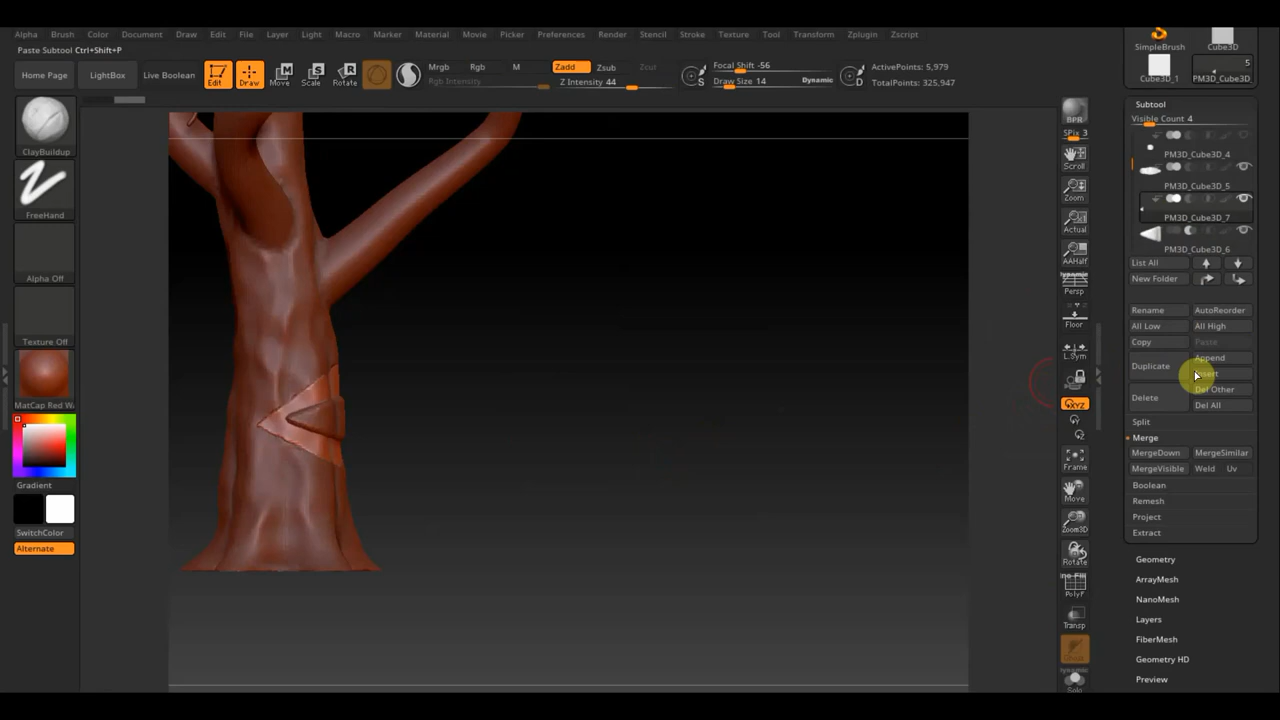 Alpha Brush Color Document Draw Edit File Layer Light Macro Marker Material Movie Picker Preferences Render Stencil Stroke Texture Tool Transform Zplugin Zscript
Paste Subtool Ctrl+Shift+P
Home Page
LightBox
Live Boolean
Edit
Draw
Move
Scale
Rotate
Mrgb Rgb M
Rgb Intensity
Zadd Zsub Zcut
Z Intensity 44
S
Focal Shift -56
Draw Size 14 Dynamic
D
ActivePoints: 5,979
TotalPoints: 325,947
SimpleBrush
Cube3D
Cube3D_1
5
PM3D_Cube3D
ClayBuildup
FreeHand
Alpha Off
Texture Off
MatCap Red Wa
Gradient
SwitchColor
Alternate
BPR
SPix 3
Scroll
Zoom
Actual
AAHalf
Dynamic
Persp
Floor
L.Sym
XYZ
Y
Z
Frame
Move
Zoom3D
Rotate
PolyF
Transp
Solo
Subtool
Visible Count 4
PM3D_Cube3D_4
PM3D_Cube3D_5
PM3D_Cube3D_7
PM3D_Cube3D_6
List All
New Folder
Rename AutoReorder
All Low All High
Copy Paste
Duplicate Append
Delete Del Other
Del All
Split
Merge
MergeDown MergeSimilar
MergeVisible Weld Uv
Boolean
Remesh
Project
Extract
Geometry
ArrayMesh
NanoMesh
Layers
FiberMesh
Geometry HD
Preview